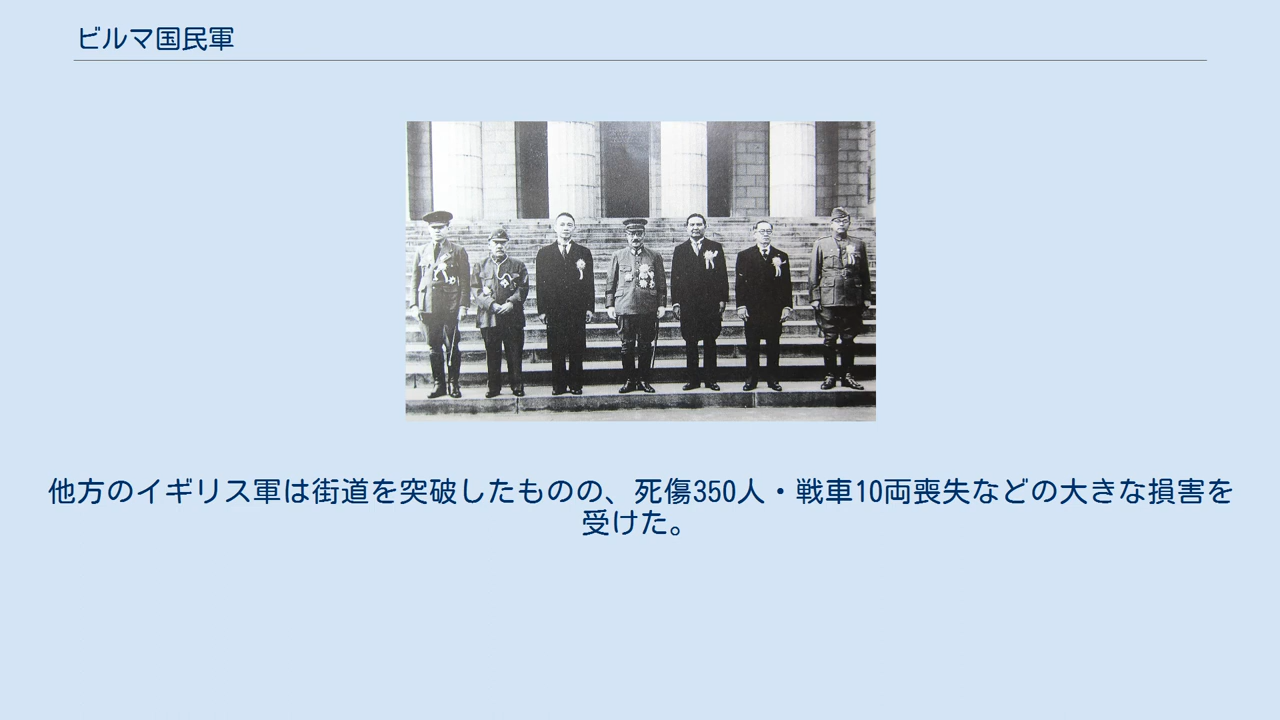 ビルマ国民軍
他方のイギリス軍は街道を突破したものの、死傷350人・戦車10両喪失などの大きな損害を
受けた。